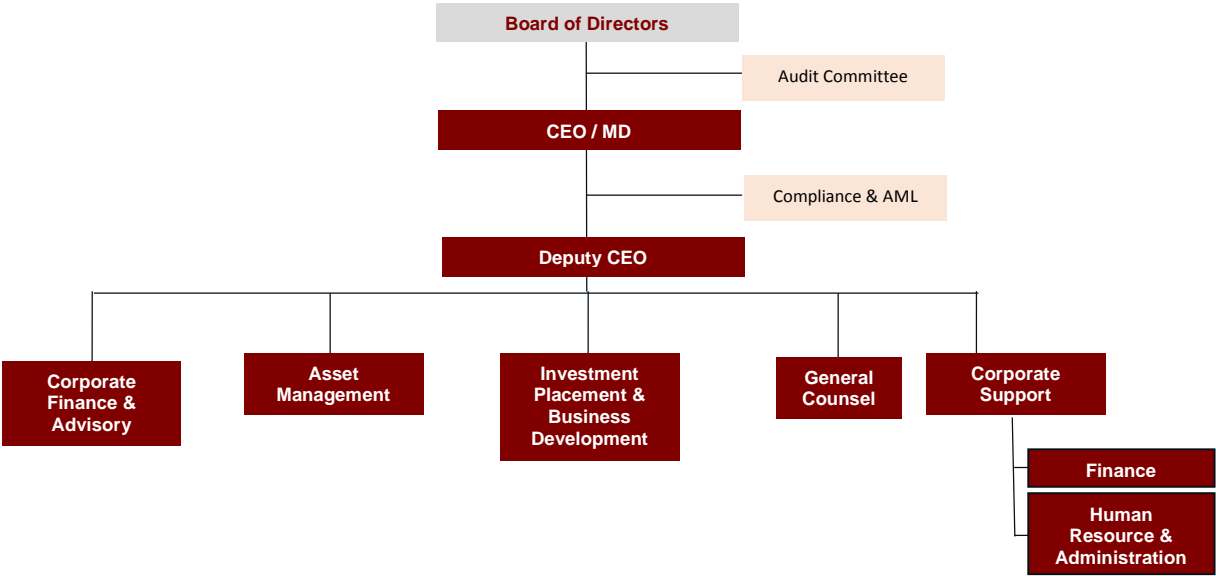 Board of Directors
Audit Committee
CEO / MD
Compliance & AML
Deputy CEO
Corporate
Finance &
Advisory
Asset
Management
Investment
Placement &
Business
Development
General
Counsel
Corporate
Support
Finance
Human
Resource &
Administration